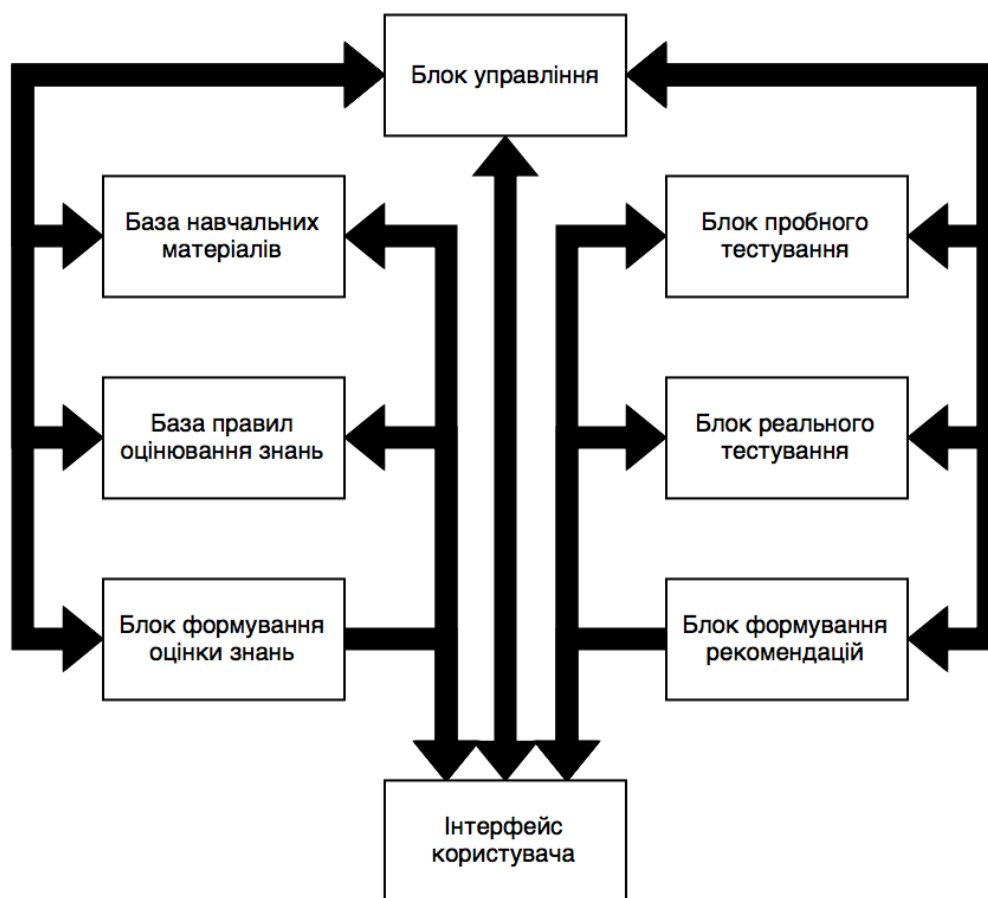 Блок управління
База навчальних
матеріалів
Блок пробного
тестування
База правил
оцінювання знань
Блок реального
тестування
Блок формування
оцінки знань
Блок формування
рекомендацій
Інтерфейс
користувача